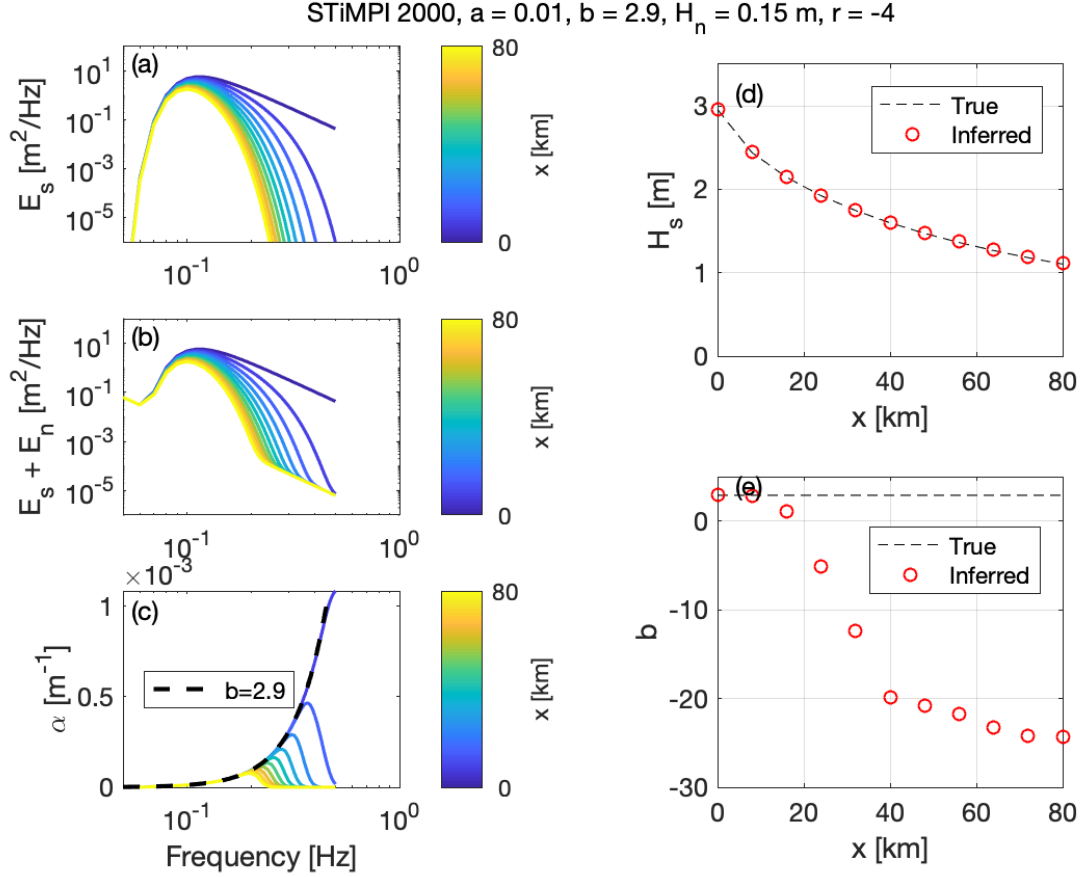 STiMPI 2000, a = 0.01, b = 2.9, H_n = 0.15 m, r = -4
(a)
E_s [m^2/Hz]
10^1
10^-1
10^-3
10^-5
10^-1
10^0
80
0
x [km]
(b)
E_s + E_n [m^2/Hz]
10^1
10^-1
10^-3
10^-5
10^-1
10^0
80
0
x [km]
×10^-3
(c)
α [m^-1]
1
0.5
0
b=2.9
10^-1
10^0
Frequency [Hz]
80
0
x [km]
(d)
H_s [m]
3
2
1
0
True
Inferred
0
20
40
60
80
x [km]
(e)
b
0
-10
-20
-30
True
Inferred
0
20
40
60
80
x [km]